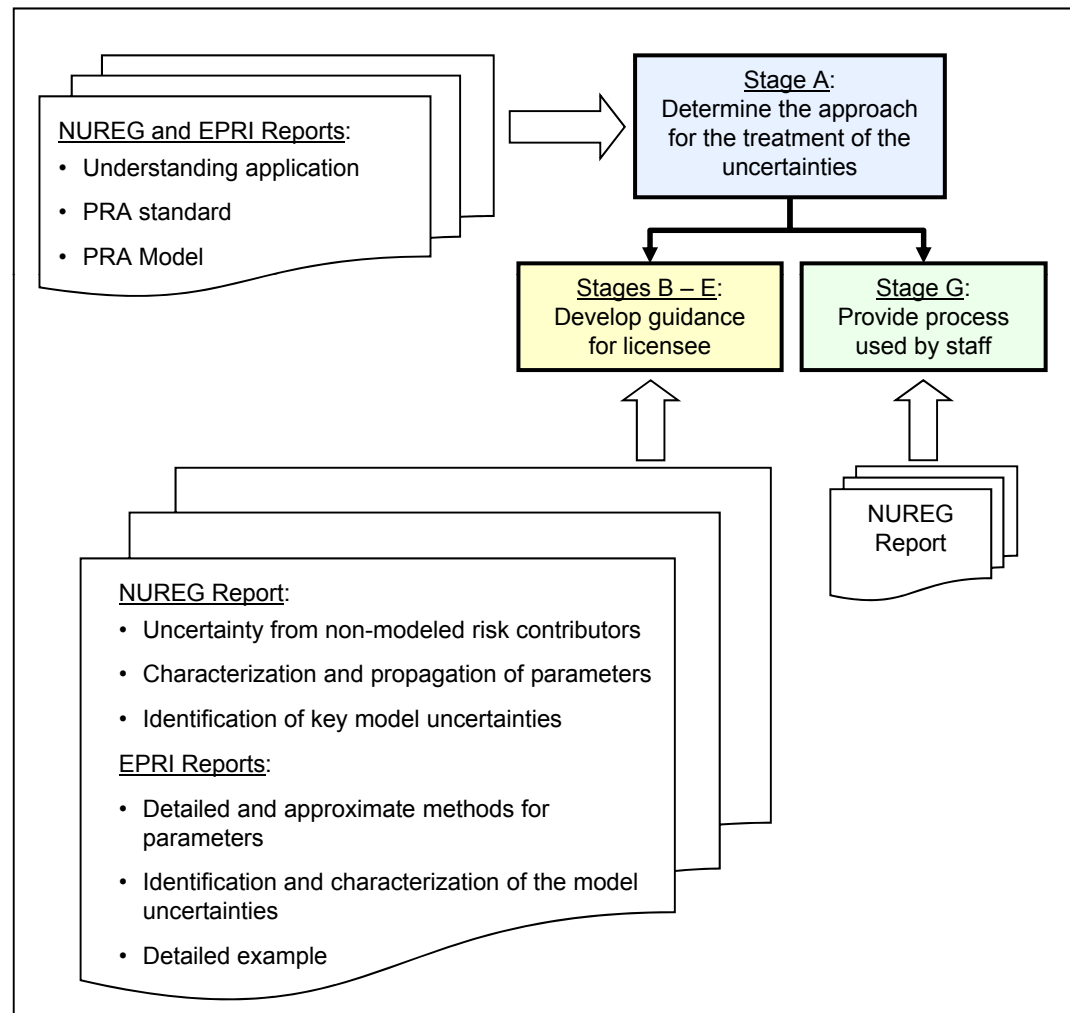 NUREG and EPRI Reports:
• Understanding application
• PRA standard
• PRA Model
Stage A:
Determine the approach
for the treatment of the
uncertainties
Stages B – E:
Develop guidance
for licensee
Stage G:
Provide process
used by staff
NUREG Report:
• Uncertainty from non-modeled risk contributors
• Characterization and propagation of parameters
• Identification of key model uncertainties
EPRI Reports:
• Detailed and approximate methods for
parameters
• Identification and characterization of the model
uncertainties
• Detailed example
NUREG
Report